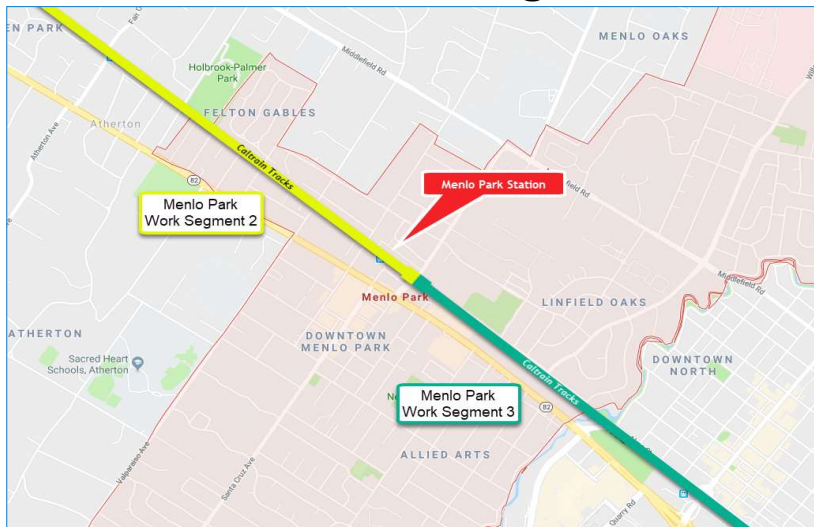 EN PARK
Fair O
MENLO OAKS
Middlefield Rd
Holbrook-Palmer
Park
FELTON GABLES
Atherton
Atherton Ave
Caltrain Tracks
82
Menlo Park
Work Segment 2
Menlo Park Station
field Rd
Middlefield Rd
Menlo Park
LINFIELD OAKS
ATHERTON
DOWNTOWN
MENLO PARK
Sacred Heart
Schools, Atherton
DOWNTOWN
NORTH
Caltrain Tracks
Menlo Park
Work Segment 3
82
ALLIED ARTS
Valparaiso Ave
Santa Cruz Ave
Quarry Rd